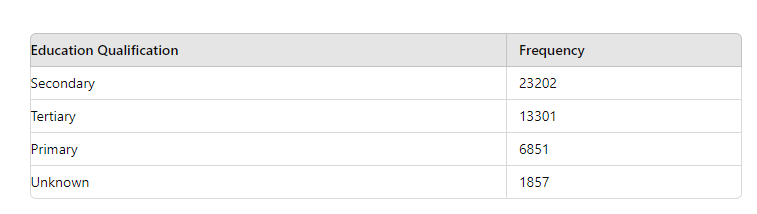 Education Qualification Frequency
Secondary 23202
Tertiary 13301
Primary 6851
Unknown 1857